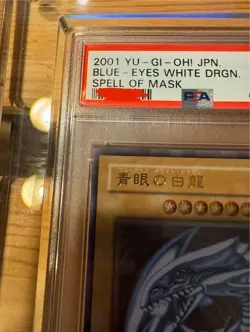 2001 YU-GI-OH! JPN.
BLUE-EYES WHITE DRGN.
SPELL OF MASK
PSA
青眼の白龍